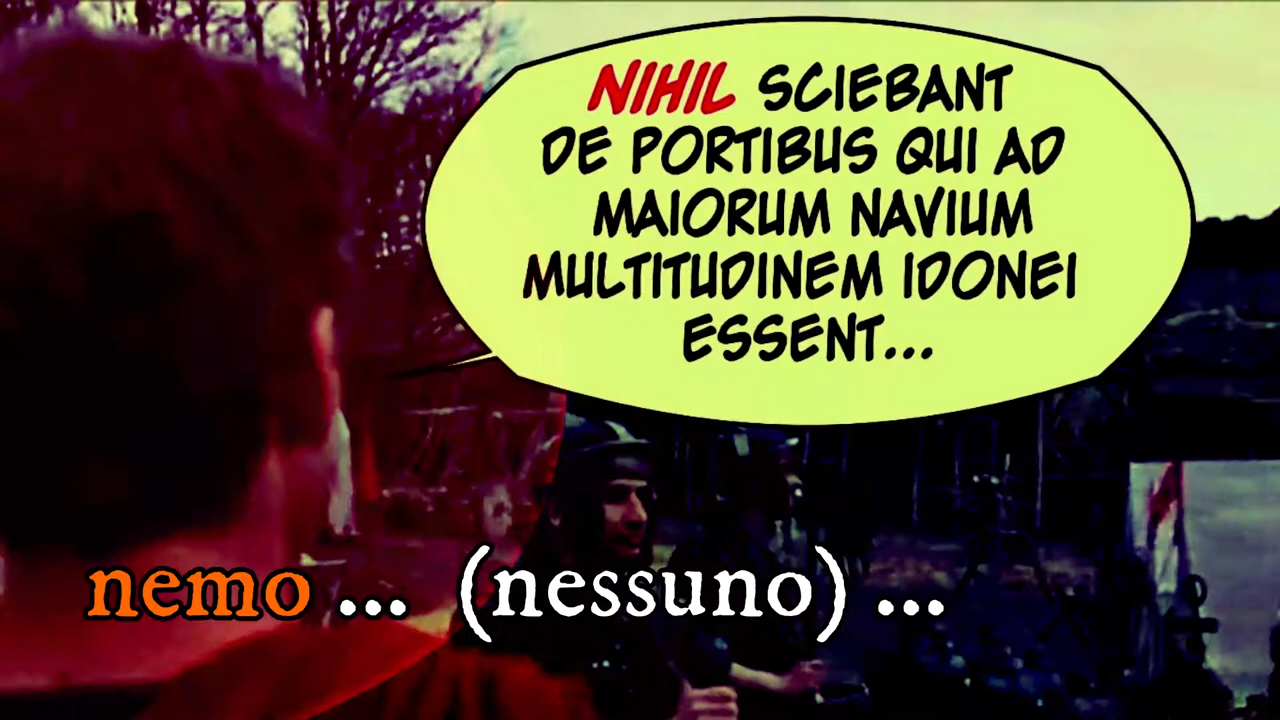 NIHIL SCIEBANT
DE PORTIBUS QUI AD
MAIORUM NAVIUM
MULTITUDINEM IDONEI
ESSENT...
nemo ... (nessuno) ...